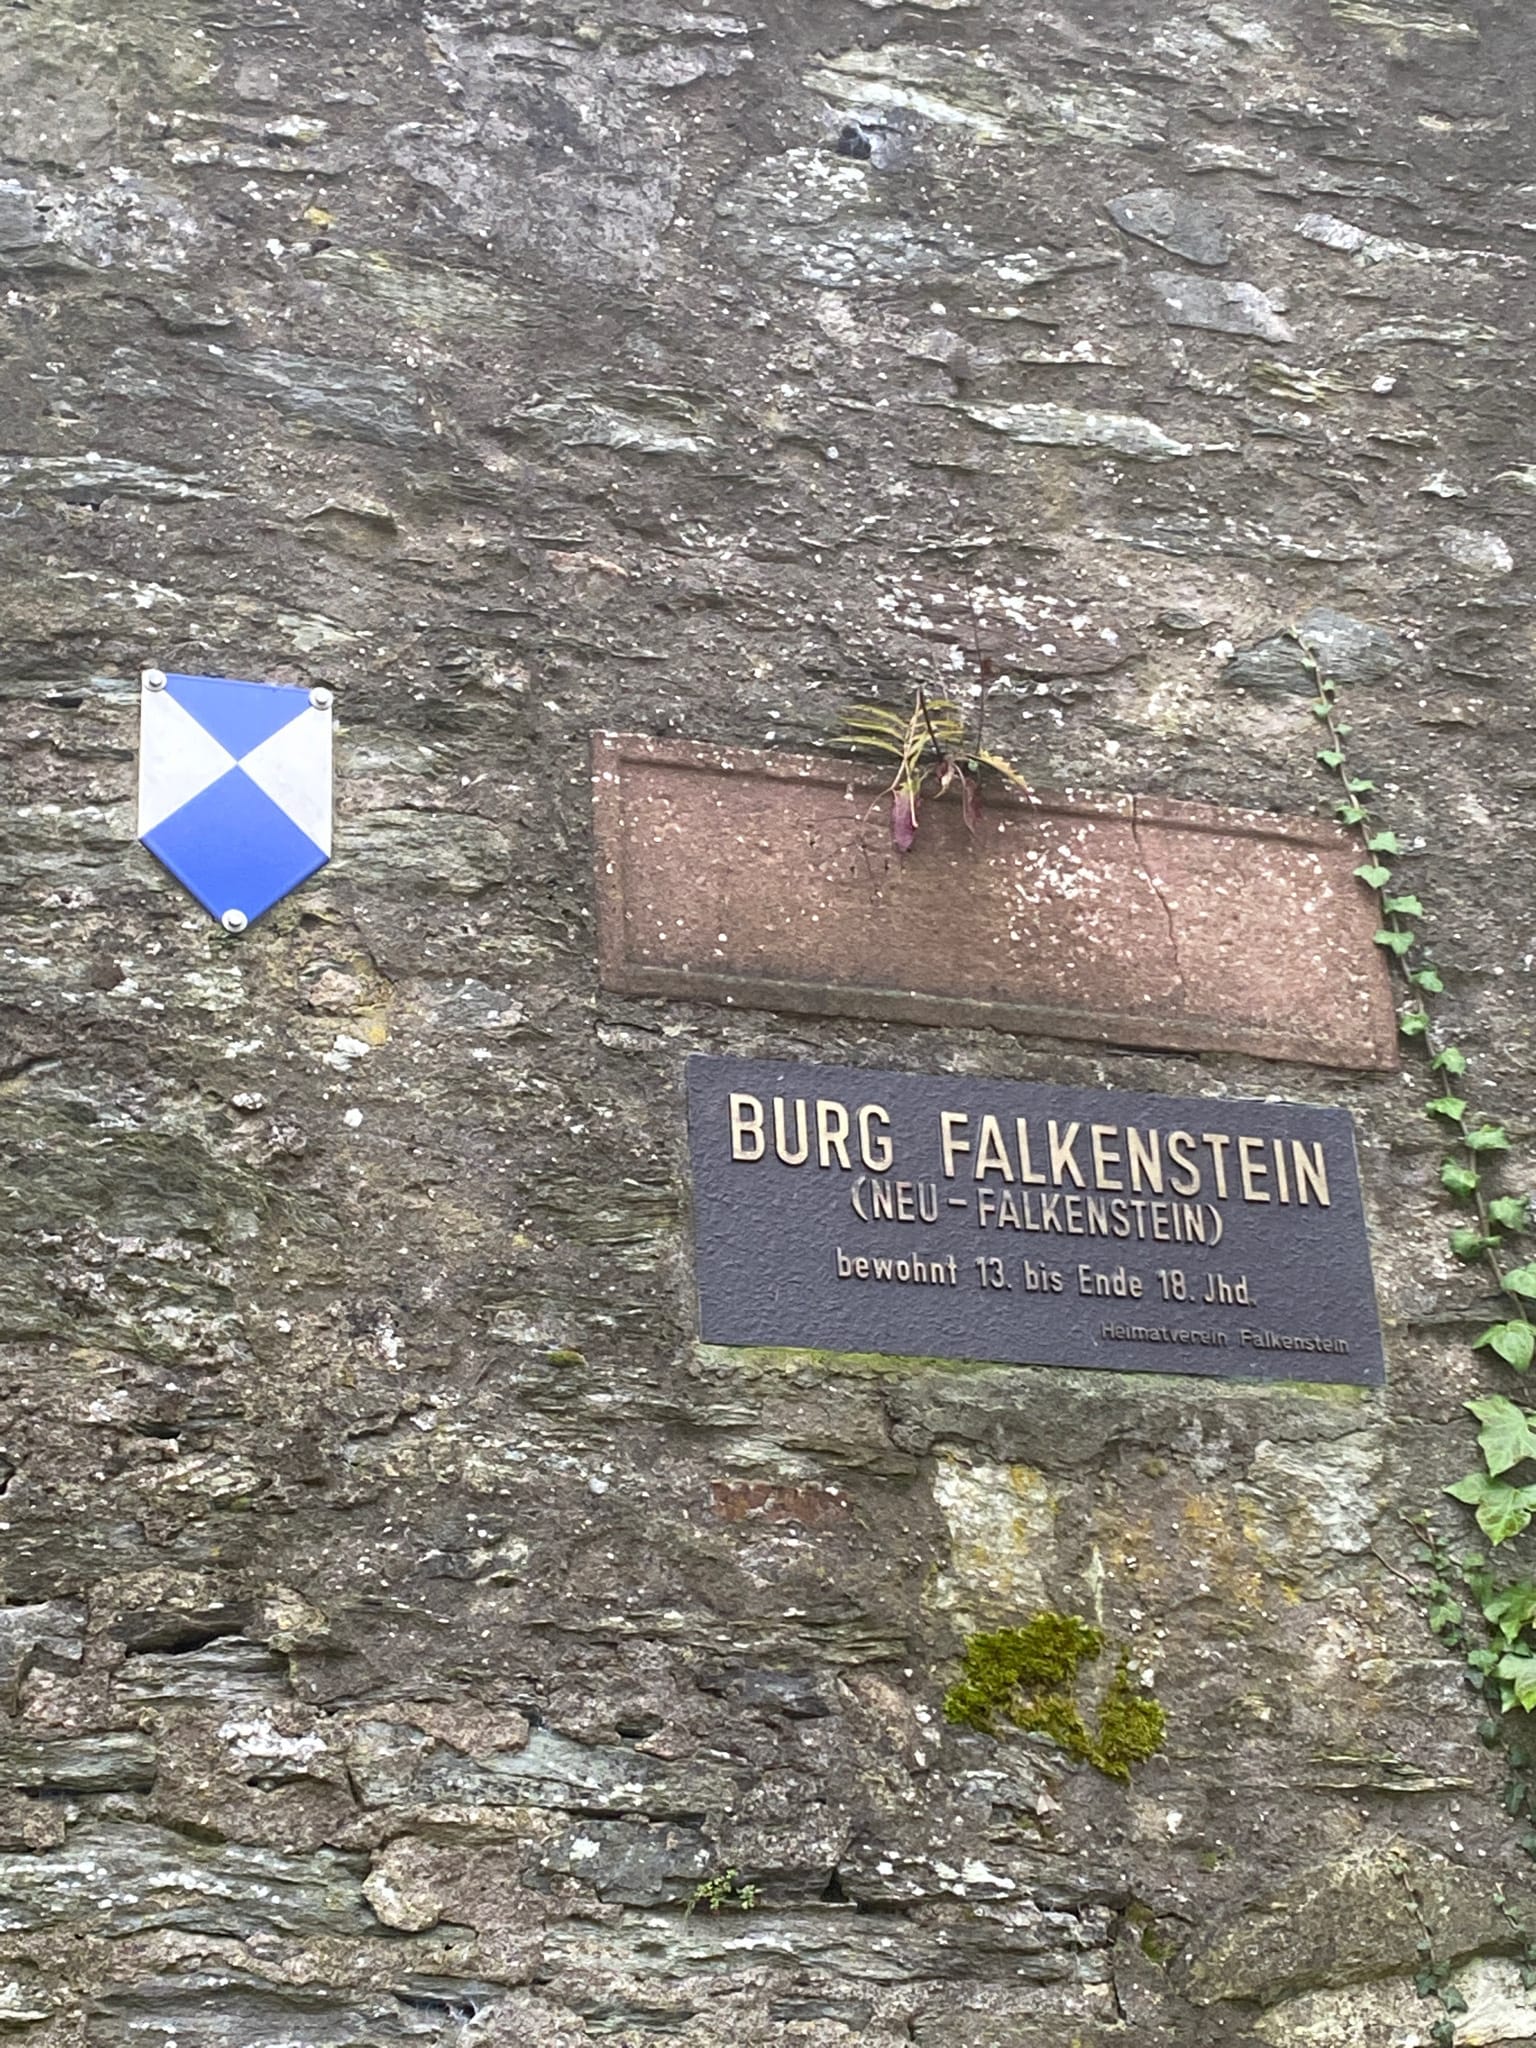 BURG FALKENSTEIN
(NEU-FALKENSTEIN)
bewohnt 13. bis Ende 18. Jhd.
Heimatverein Falkenstein